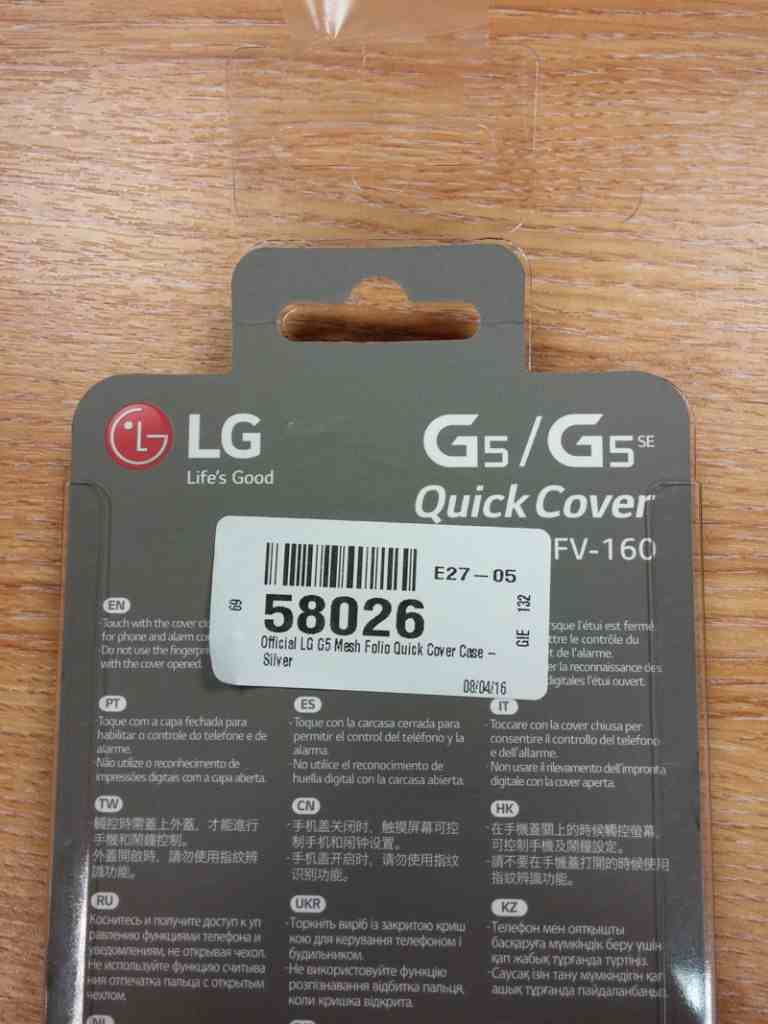 LG
Life's Good
G5/G5 SE
Quick Cover
FV-160
E27-05
69
58026
GIE 132
Official LG G5 Mesh Folio Quick Cover Case -
Silver
08/04/16
EN
-Touch with the cover
for phone and alarm
-Do not use the
with the cover opened.
l'étui est fermé.
le contrôle du
et de l'alarme.
la reconnaissance des
digitales l'étui ouvert.
PT
-Toque com a capa fechada para
habilitar o controle do telefone e de
alarme.
-Não utilize o reconhecimento de
impressões digitais com a capa aberta.
ES
-Toque con la carcasa cerrada para
permitir el control del teléfono y la
alarma.
-No utilice el reconocimiento de
huella digital con la carcasa abierta.
IT
-Toccare con la cover chiusa per
consentire il controllo del telefono
e dell'allarme.
-Non usare il rilevamento dell'impronta
digitale con la cover aperta.
TW
觸控時需蓋上外蓋，才能進行
手機和鬧鐘控制。
外蓋開啟時，請勿使用指紋辨
識功能。
CN
-手机盖关闭时，触摸屏幕可控
制手机和闹钟设置。
-手机盖开启时，请勿使用指纹
识别功能。
HK
-在手機蓋關上的時候觸控螢幕，
可控制手機及鬧鐘設定。
-請不要在手機蓋打開的時候使用
指紋辨識功能。
RU
Коснитесь и получите доступ к уп
равлению функциями телефона и
уведомлениям, не открывая чехол.
Не используйте функцию считыва
ния отпечатка пальца с открытым
чехлом.
UKR
-Торкніть виріб із закритою криш
кою для керування телефоном і
будильником.
-Не використовуйте функцію
розпізнавання відбитка пальця,
коли кришка відкрита.
KZ
-Телефон мен оятқышты
басқаруға мүмкіндік беру үшін
қап жабық тұрғанда түртіңіз.
-Саусақ ізін тану мүмкіндігін қап
ашық тұрғанда пайдаланбаңыз.
NL